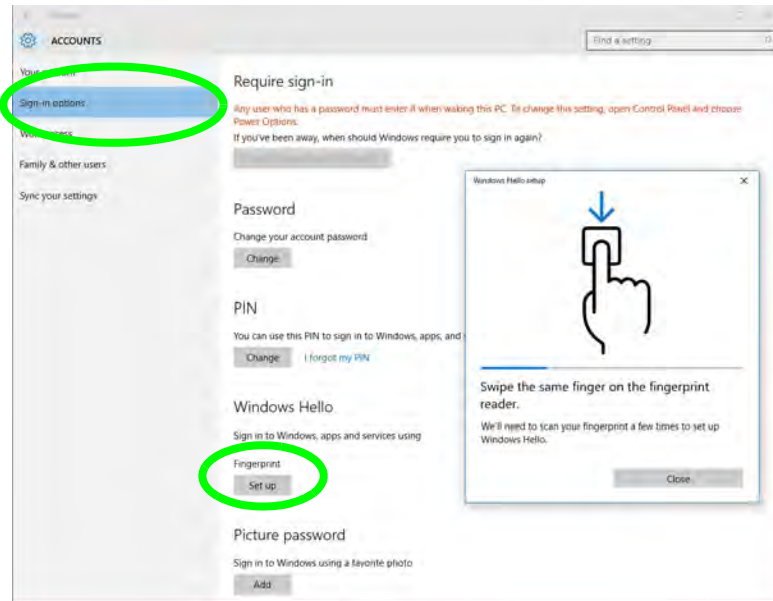 ACCOUNTS
Find a setting
Sign-in options
Family & other users
Sync your settings
Require sign-in
Any user who has a password must enter it when waking this PC. To change this setting, open Control Panel and choose
Power Options.
If you've been away, when should Windows require you to sign in again?
Password
Change your account password
Change
PIN
You can use this PIN to sign in to Windows, apps, and
Change I forgot my PIN
Windows Hello
Sign in to Windows, apps and services using
Fingerprint
Set up
Picture password
Sign in to Windows using a favorite photo
Add
Windows Hello setup
Swipe the same finger on the fingerprint
reader.
We'll need to scan your fingerprint a few times to set up
Windows Hello.
Close